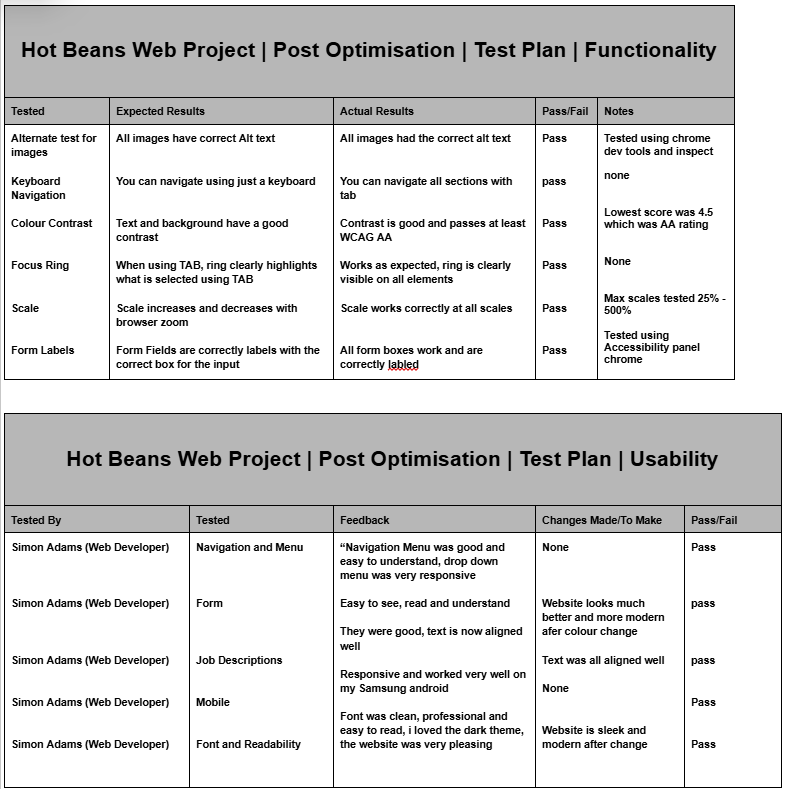 Hot Beans Web Project | Post Optimisation | Test Plan | Functionality
Tested Expected Results Actual Results Pass/Fail Notes
Alternate test for
images
All images have correct Alt text
All images had the correct alt text
Pass
Tested using chrome
dev tools and inspect
Keyboard
Navigation
You can navigate using just a keyboard
You can navigate all sections with
tab
pass
none
Colour Contrast
Text and background have a good
contrast
Contrast is good and passes at least
WCAG AA
Pass
Lowest score was 4.5
which was AA rating
Focus Ring
When using TAB, ring clearly highlights
what is selected using TAB
Works as expected, ring is clearly
visible on all elements
Pass
None
Scale
Scale increases and decreases with
browser zoom
Scale works correctly at all scales
Pass
Max scales tested 25% -
500%
Form Labels
Form Fields are correctly labels with the
correct box for the input
All form boxes work and are
correctly labled
Pass
Tested using
Accessibility panel
chrome
Hot Beans Web Project | Post Optimisation | Test Plan | Usability
Tested By Tested Feedback Changes Made/To Make Pass/Fail
Simon Adams (Web Developer)
Navigation and Menu
“Navigation Menu was good and
easy to understand, drop down
menu was very responsive
None
Pass
Simon Adams (Web Developer)
Form
Easy to see, read and understand
Website looks much
better and more modern
afer colour change
pass
Simon Adams (Web Developer)
Job Descriptions
They were good, text is now aligned
well
Text was all aligned well
pass
Simon Adams (Web Developer)
Mobile
Responsive and worked very well on
my Samsung android
None
Pass
Simon Adams (Web Developer)
Font and Readability
Font was clean, professional and
easy to read, i loved the dark theme,
the website was very pleasing
Website is sleek and
modern after change
Pass